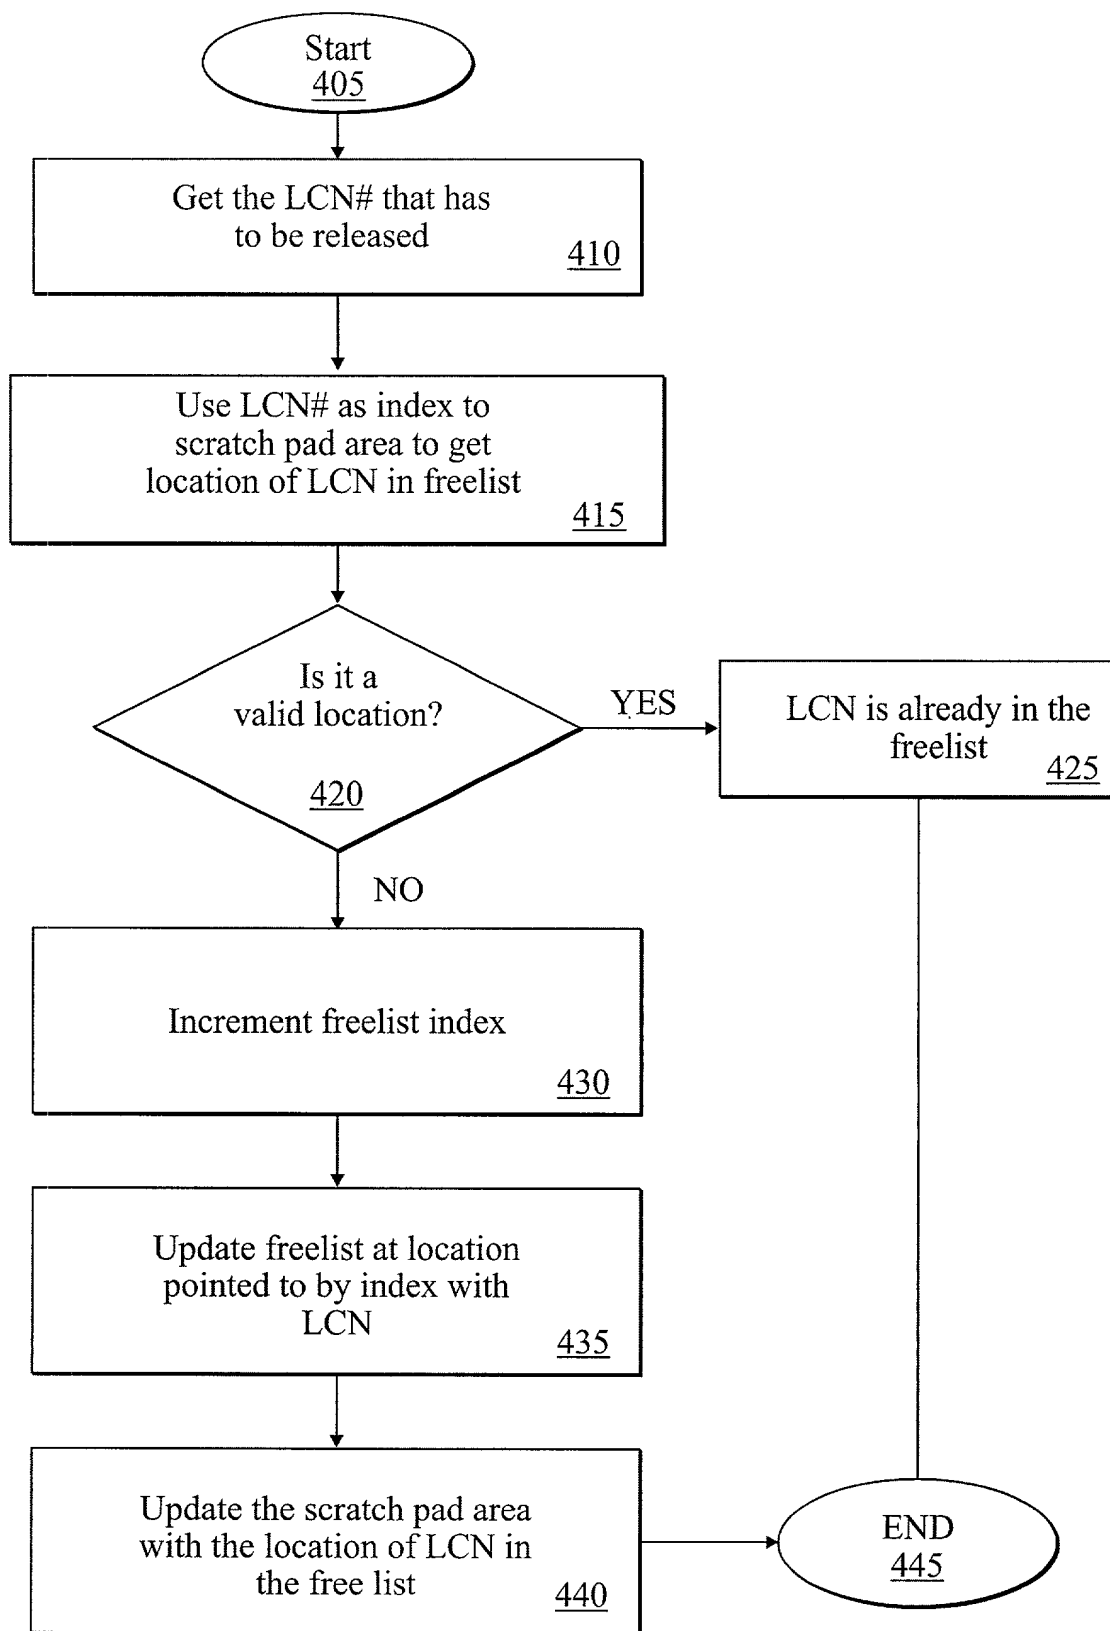 Start
405
Get the LCN# that has
to be released
410
Use LCN# as index to
scratch pad area to get
location of LCN in freelist
415
Is it a
valid location?
420
YES
LCN is already in the
freelist
425
NO
Increment freelist index
430
Update freelist at location
pointed to by index with
LCN
435
Update the scratch pad area
with the location of LCN in
the free list
440
END
445